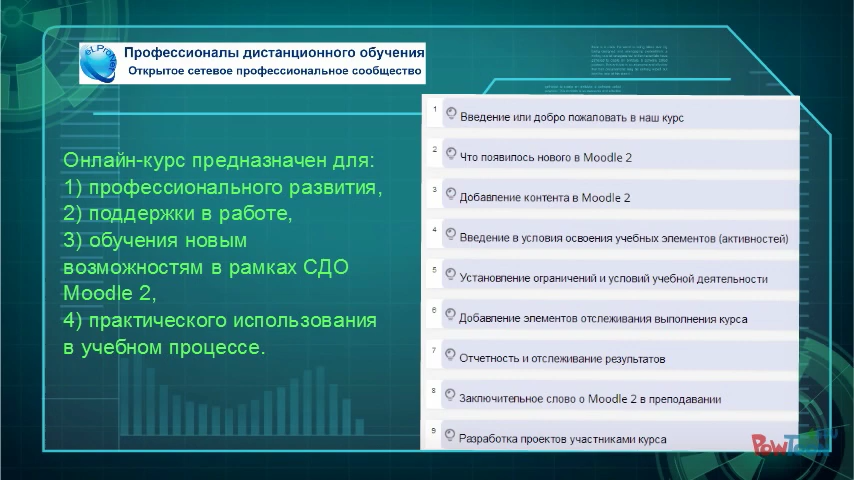 eLPro
Профессионалы дистанционного обучения
Открытое сетевое профессиональное сообщество
Онлайн-курс предназначен для:
1) профессионального развития,
2) поддержки в работе,
3) обучения новым
возможностям в рамках СДО
Moodle 2,
4) практического использования
в учебном процессе.
1 Введение или добро пожаловать в наш курс
2 Что появилось нового в Moodle 2
3 Добавление контента в Moodle 2
4 Введение в условия освоения учебных элементов (активностей)
5 Установление ограничений и условий учебной деятельности
6 Добавление элементов отслеживания выполнения курса
7 Отчетность и отслеживание результатов
8 Заключительное слово о Moodle 2 в преподавании
9 Разработка проектов участниками курса